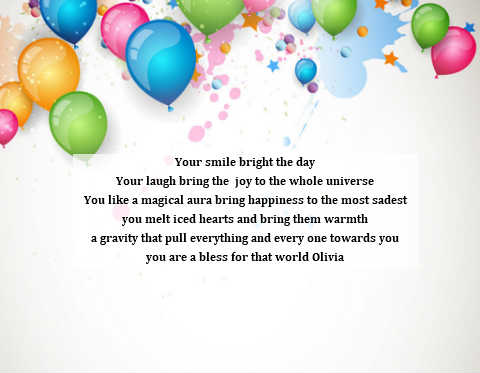 Your smile bright the day
Your laugh bring the joy to the whole universe
You like a magical aura bring happiness to the most sadest
you melt iced hearts and bring them warmth
a gravity that pull everything and every one towards you
you are a bless for that world Olivia